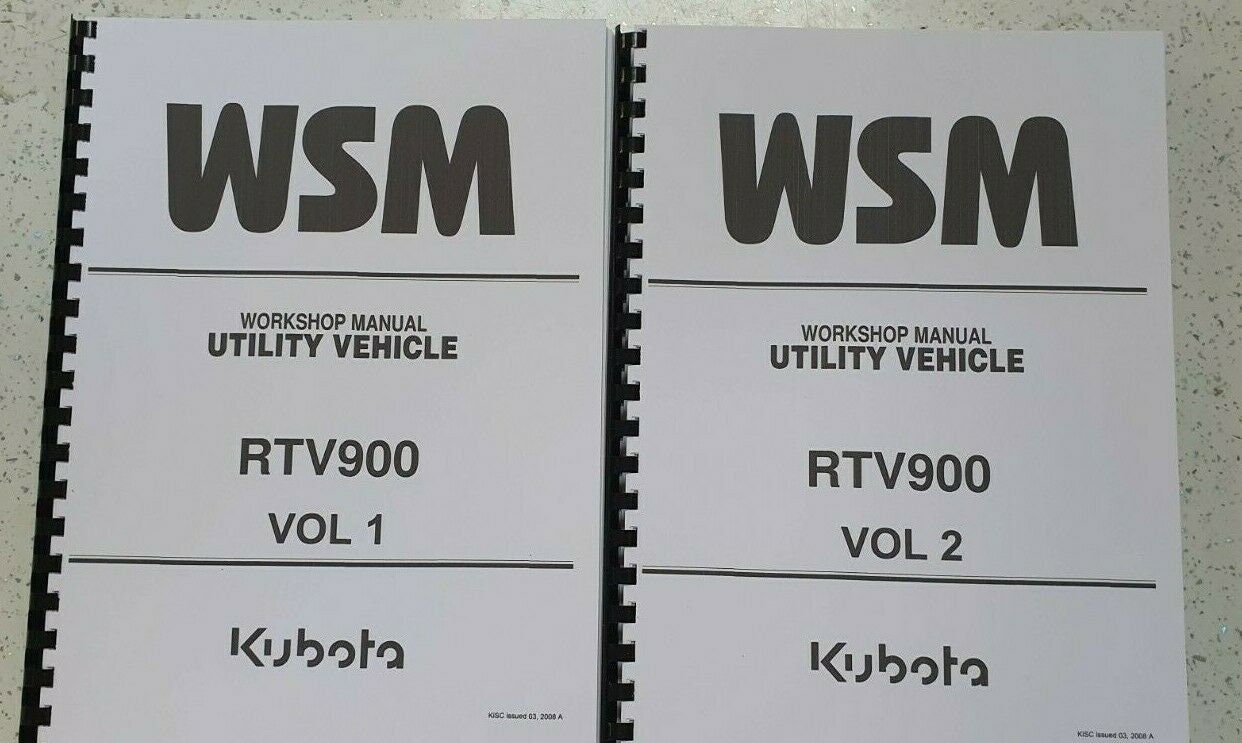 WSM
WORKSHOP MANUAL
UTILITY VEHICLE
RTV900
VOL 1
Kubota
KiSC issued 03, 2008 A
WSM
WORKSHOP MANUAL
UTILITY VEHICLE
RTV900
VOL 2
Kubota
KiSC issued 03, 2008 A